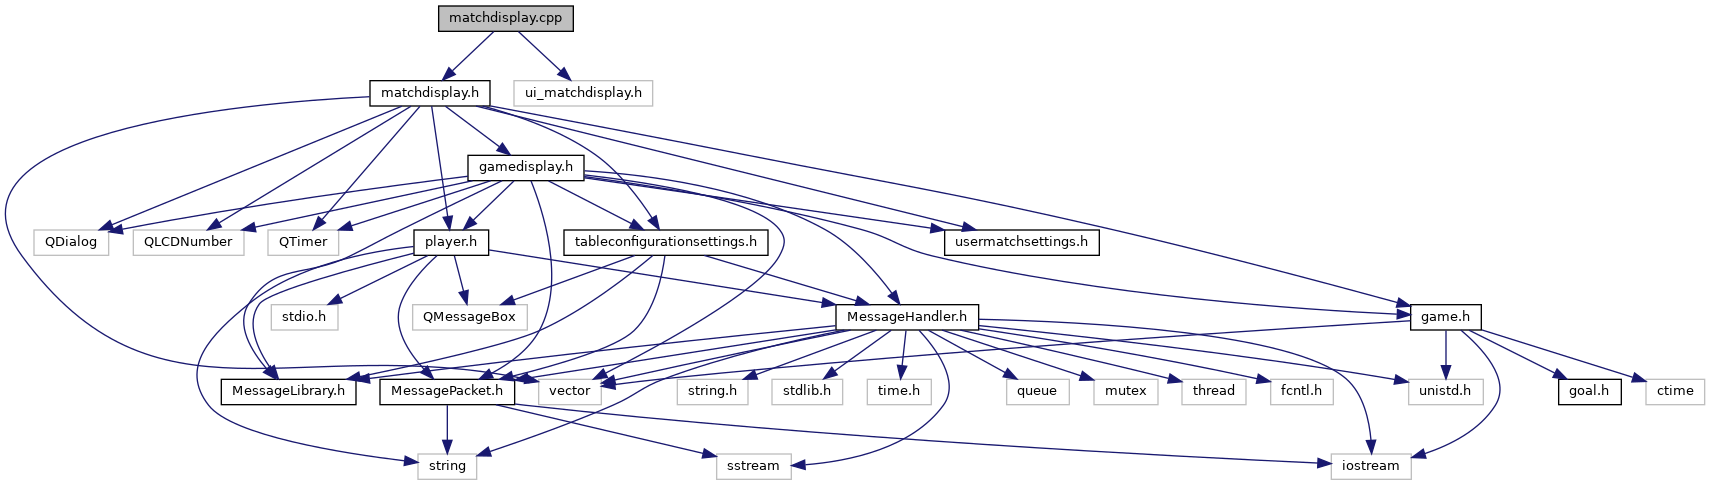 matchdisplay.cpp
matchdisplay.h
ui_matchdisplay.h
gamedisplay.h
QDialog
QLCDNumber
QTimer
player.h
tableconfigurationsettings.h
usermatchsettings.h
stdio.h
QMessageBox
MessageHandler.h
game.h
MessageLibrary.h
MessagePacket.h
vector
string.h
stdlib.h
time.h
queue
mutex
thread
fcntl.h
unistd.h
goal.h
ctime
string
sstream
iostream